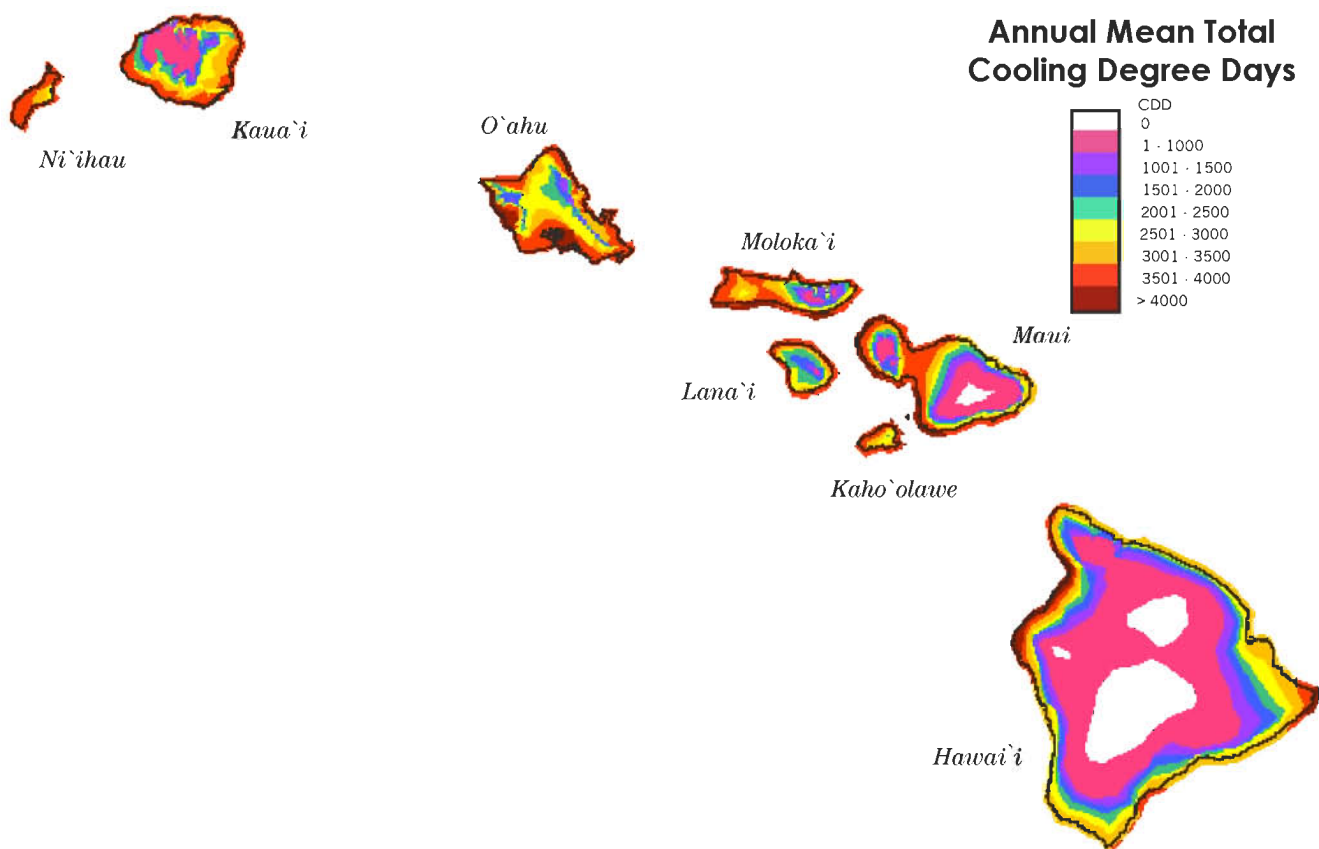 Annual Mean Total
Cooling Degree Days
CDD
0
1 - 1000
1001 - 1500
1501 - 2000
2001 - 2500
2501 - 3000
3001 - 3500
3501 - 4000
> 4000
Ni`ihau
Kaua`i
O`ahu
Moloka`i
Lana`i
Maui
Kaho`olawe
Hawai`i